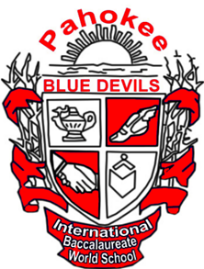 Pahokee
BLUE DEVILS
International
Baccalaureate
World School